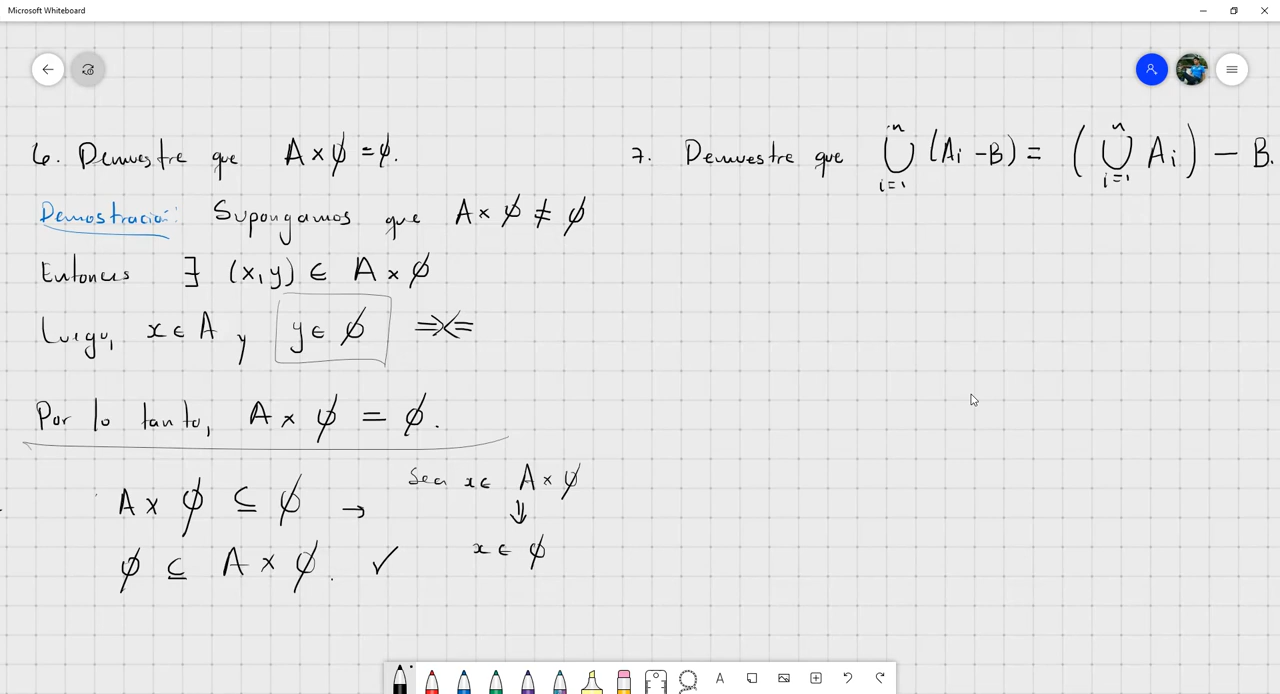 Microsoft Whiteboard
6. Demuestre que A × ∅ = ∅.
Demostración: Supongamos que A × ∅ ≠ ∅
Entonces ∃ (x,y) ∈ A × ∅
Luego, x ∈ A y y ∈ ∅ ⇒⇐
Por lo tanto, A × ∅ = ∅.
A × ∅ ⊆ ∅ →
∅ ⊆ A × ∅. ✓
Sea x ∈ A × ∅
⇓
x ∈ ∅
7. Demuestre que ⋃_{i=1}^{n} (Ai - B) = (⋃_{i=1}^{n} Ai) - B.